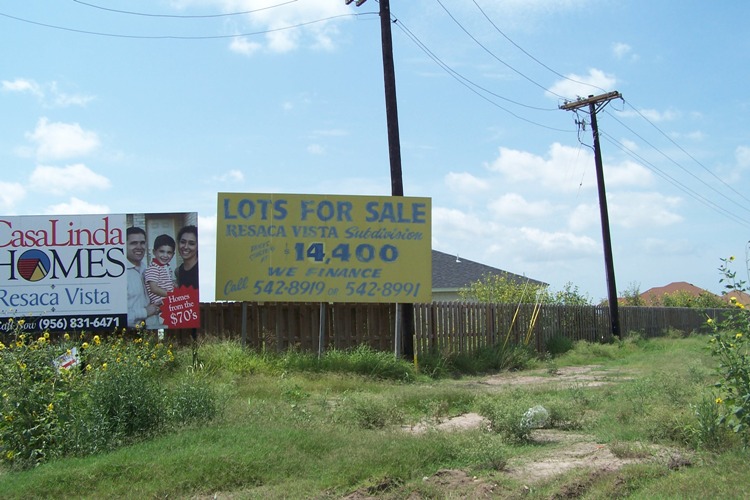 CasaLinda
HOMES
Resaca Vista
Call Now (956) 831-6471
Homes
from the
$70's
LOTS FOR SALE
RESACA VISTA Subdivision
$14,400
WE FINANCE
Call 542-8919 or 542-8991